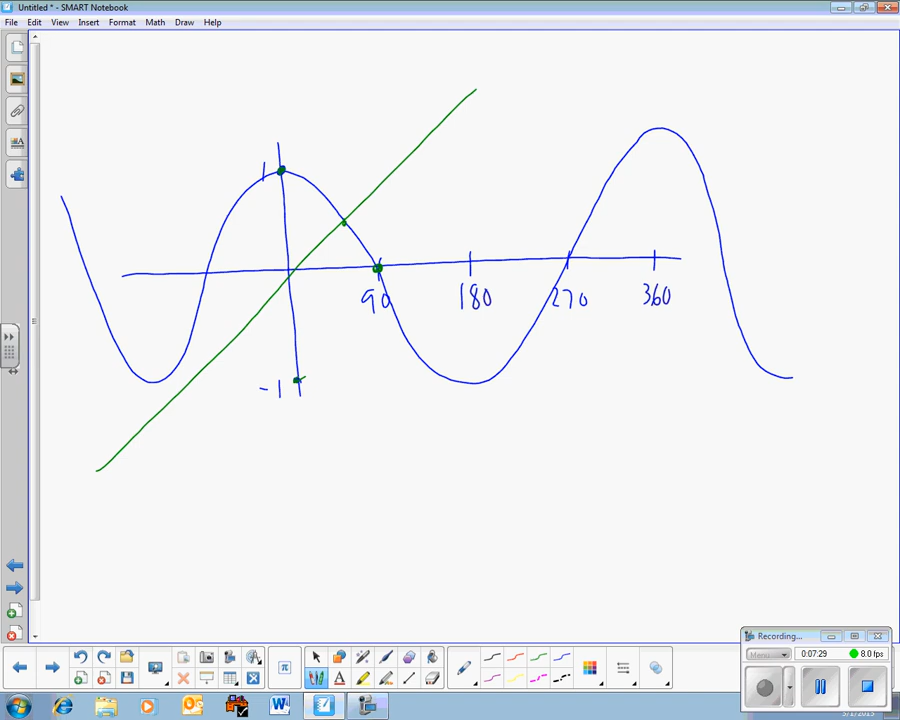 Untitled * - SMART Notebook
File Edit View Insert Format Math Draw Help
1
90 180 270 360
-1
Recording...
Menu
0:07:29 8.0 fps
π
A
W